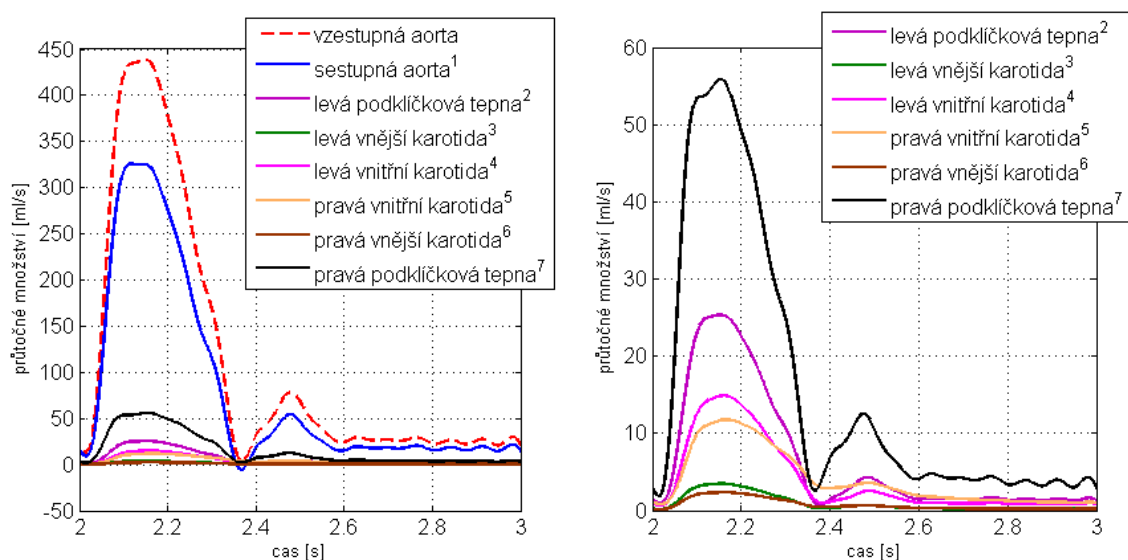 vzestupná aorta
sestupná aorta¹
levá podklíčková tepna²
levá vnější karotida³
levá vnitřní karotida⁴
pravá vnitřní karotida⁵
pravá vnější karotida⁶
pravá podklíčková tepna⁷
450
400
350
300
250
200
150
100
50
0
-50
průtočné množství [ml/s]
2
2.2
2.4
2.6
2.8
3
cas [s]
levá podklíčková tepna²
levá vnější karotida³
levá vnitřní karotida⁴
pravá vnitřní karotida⁵
pravá vnější karotida⁶
pravá podklíčková tepna⁷
60
50
40
30
20
10
0
průtočné množství [ml/s]
2
2.2
2.4
2.6
2.8
3
cas [s]